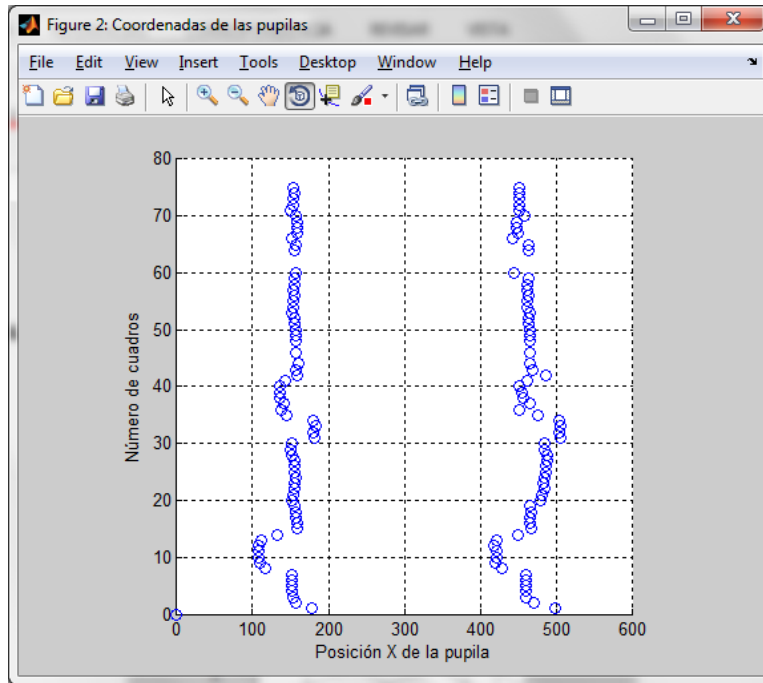 Figure 2: Coordenadas de las pupilas
File Edit View Insert Tools Desktop Window Help
80
70
60
50
40
30
20
10
0
Número de cuadros
0 100 200 300 400 500 600
Posición X de la pupila